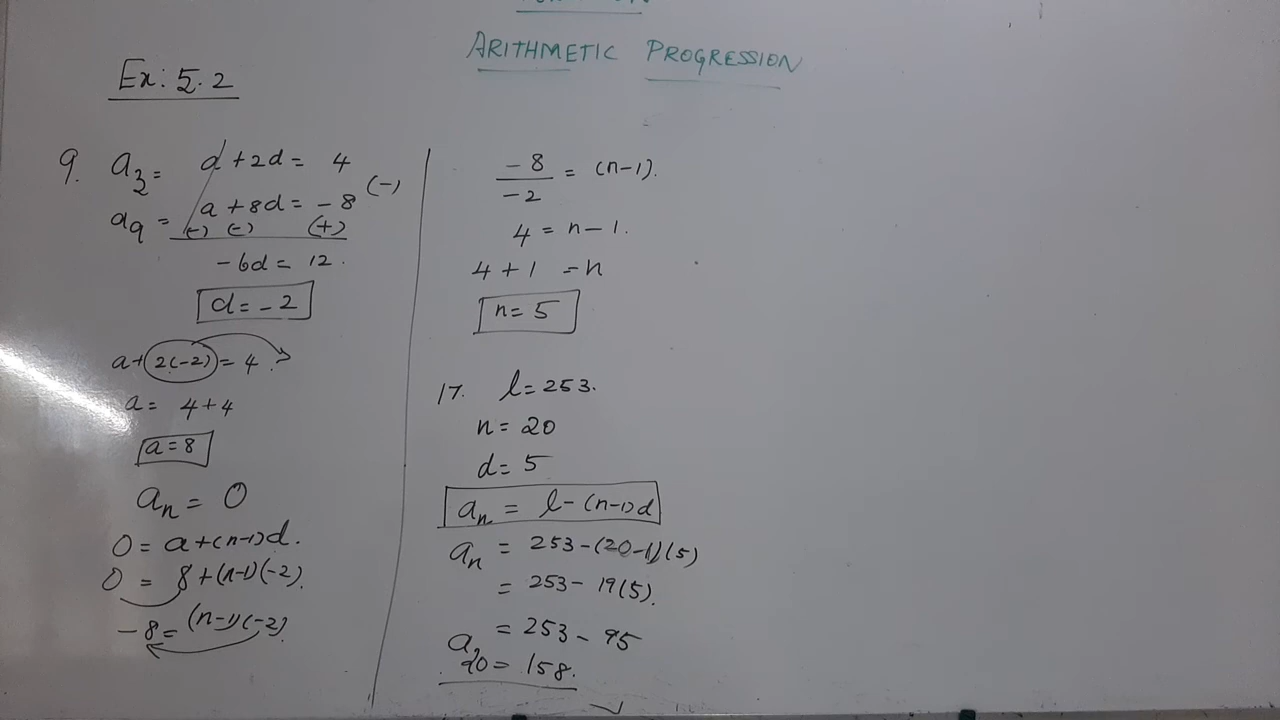 ARITHMETIC PROGRESSION
Ex: 5.2
9. a3 = a + 2d = 4
a9 = a + 8d = -8 (-)
(-) (-) (+)
-6d = 12.
d = -2
a + 2(-2) = 4.
a = 4 + 4
a = 8
an = 0
0 = a + (n-1)d.
0 = 8 + (n-1)(-2).
-8 = (n-1)(-2)
-8/-2 = (n-1).
4 = n - 1.
4 + 1 = n
n = 5
17. l = 253.
n = 20
d = 5
an = l - (n-1)d
an = 253 - (20-1)(5)
= 253 - 19(5).
= 253 - 95
a20 = 158.